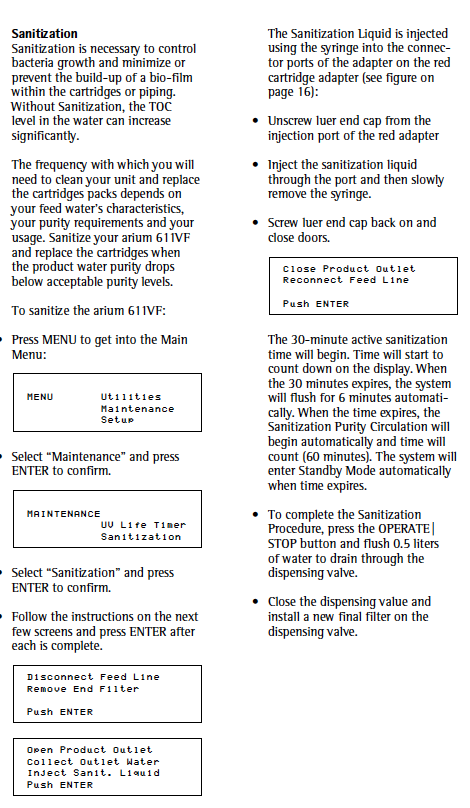 Sanitization
Sanitization is necessary to control
bacteria growth and minimize or
prevent the build-up of a bio-film
within the cartridges or piping.
Without Sanitization, the TOC
level in the water can increase
significantly.
The frequency with which you will
need to clean your unit and replace
the cartridges packs depends on
your feed water's characteristics,
your purity requirements and your
usage. Sanitize your arium 611VF
and replace the cartridges when
the product water purity drops
below acceptable purity levels.
To sanitize the arium 611VF:
• Press MENU to get into the Main
Menu:
MENU Utilities
Maintenance
Setup
• Select “Maintenance” and press
ENTER to confirm.
MAINTENANCE
UV Life Timer
Sanitization
• Select “Sanitization” and press
ENTER to confirm.
• Follow the instructions on the next
few screens and press ENTER after
each is complete.
Disconnect Feed Line
Remove End Filter
Push ENTER
Open Product Outlet
Collect Outlet Water
Inject Sanit. Liquid
Push ENTER
The Sanitization Liquid is injected
using the syringe into the connec-
tor ports of the adapter on the red
cartridge adapter (see figure on
page 16):
• Unscrew luer end cap from the
injection port of the red adapter
• Inject the sanitization liquid
through the port and then slowly
remove the syringe.
• Screw luer end cap back on and
close doors.
Close Product Outlet
Reconnect Feed Line
Push ENTER
The 30-minute active sanitization
time will begin. Time will start to
count down on the display. When
the 30 minutes expires, the system
will flush for 6 minutes automati-
cally. When the time expires, the
Sanitization Purity Circulation will
begin automatically and time will
count (60 minutes). The system will
enter Standby Mode automatically
when time expires.
• To complete the Sanitization
Procedure, press the OPERATE|
STOP button and flush 0.5 liters
of water to drain through the
dispensing valve.
• Close the dispensing value and
install a new final filter on the
dispensing valve.